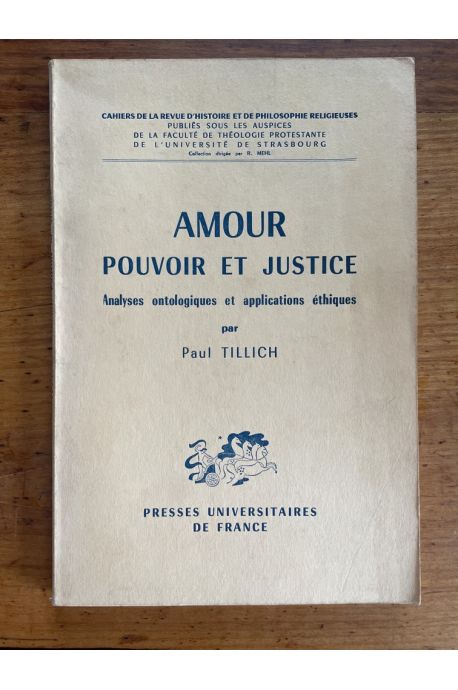 CAHIERS DE LA REVUE D'HISTOIRE ET DE PHILOSOPHIE RELIGIEUSES
PUBLIÉS SOUS LES AUSPICES
DE LA FACULTÉ DE THÉOLOGIE PROTESTANTE
DE L'UNIVERSITÉ DE STRASBOURG
Collection dirigée par R. MEHL
AMOUR
POUVOIR ET JUSTICE
Analyses ontologiques et applications éthiques
par
Paul TILLICH
PRESSES UNIVERSITAIRES
DE FRANCE